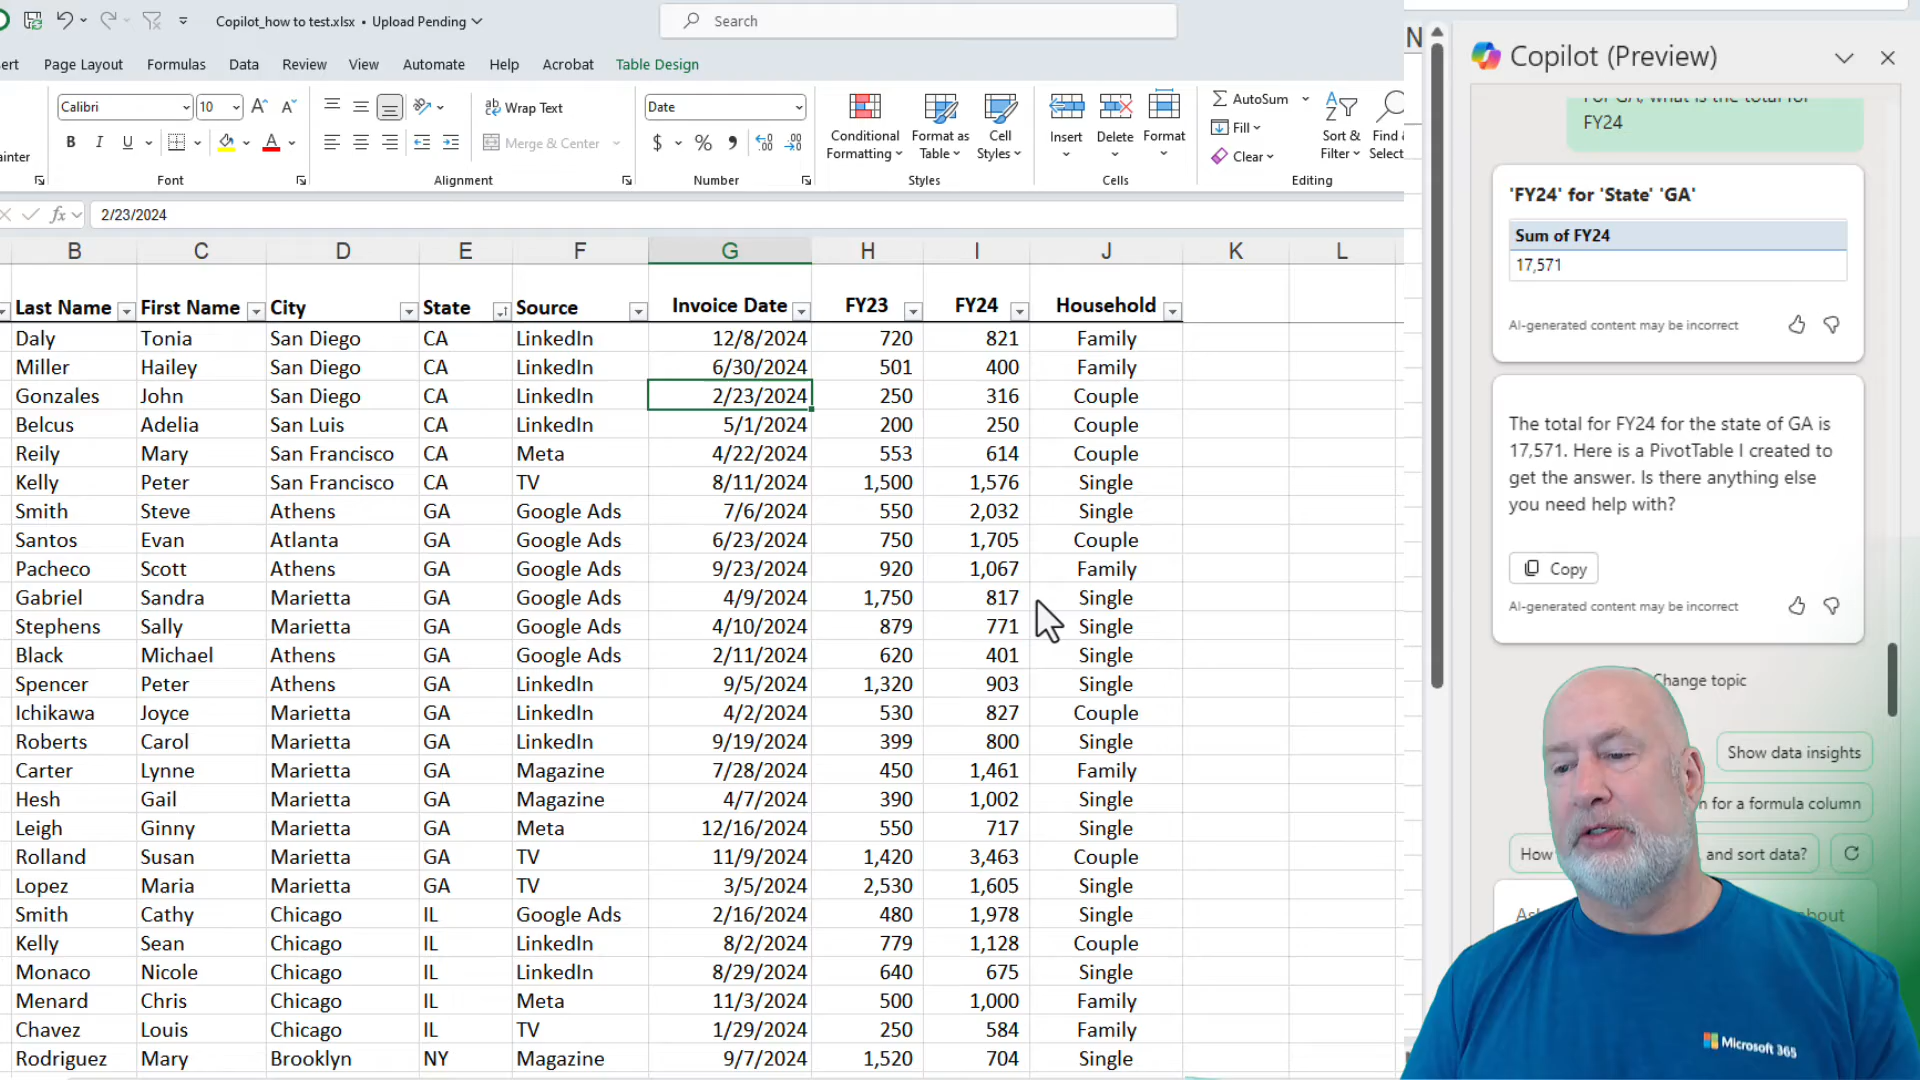 Copilot_how to test.xlsx • Upload Pending
Search
Page Layout Formulas Data Review View Automate Help Acrobat Table Design
Calibri 10 Wrap Text Date AutoSum
B I U Merge & Center $ % Conditional Formatting Format as Table Cell Styles Insert Delete Format Fill Clear Sort & Filter Find & Select
Font Alignment Number Styles Cells Editing
fx 2/23/2024
B C D E F G H I J K L N
Last Name First Name City State Source Invoice Date FY23 FY24 Household
Daly Tonia San Diego CA LinkedIn 12/8/2024 720 821 Family
Miller Hailey San Diego CA LinkedIn 6/30/2024 501 400 Family
Gonzales John San Diego CA LinkedIn 2/23/2024 250 316 Couple
Belcus Adelia San Luis CA LinkedIn 5/1/2024 200 250 Couple
Reily Mary San Francisco CA Meta 4/22/2024 553 614 Couple
Kelly Peter San Francisco CA TV 8/11/2024 1,500 1,576 Single
Smith Steve Athens GA Google Ads 7/6/2024 550 2,032 Single
Santos Evan Atlanta GA Google Ads 6/23/2024 750 1,705 Couple
Pacheco Scott Athens GA Google Ads 9/23/2024 920 1,067 Family
Gabriel Sandra Marietta GA Google Ads 4/9/2024 1,750 817 Single
Stephens Sally Marietta GA Google Ads 4/10/2024 879 771 Single
Black Michael Athens GA Google Ads 2/11/2024 620 401 Single
Spencer Peter Athens GA LinkedIn 9/5/2024 1,320 903 Single
Ichikawa Joyce Marietta GA LinkedIn 4/2/2024 530 827 Couple
Roberts Carol Marietta GA LinkedIn 9/19/2024 399 800 Single
Carter Lynne Marietta GA Magazine 7/28/2024 450 1,461 Family
Hesh Gail Marietta GA Magazine 4/7/2024 390 1,002 Single
Leigh Ginny Marietta GA Meta 12/16/2024 550 717 Single
Rolland Susan Marietta GA TV 11/9/2024 1,420 3,463 Couple
Lopez Maria Marietta GA TV 3/5/2024 2,530 1,605 Single
Smith Cathy Chicago IL Google Ads 2/16/2024 480 1,978 Single
Kelly Sean Chicago IL LinkedIn 8/2/2024 779 1,128 Couple
Monaco Nicole Chicago IL LinkedIn 8/29/2024 640 675 Single
Menard Chris Chicago IL Meta 11/3/2024 500 1,000 Family
Chavez Louis Chicago IL TV 1/29/2024 250 584 Family
Rodriguez Mary Brooklyn NY Magazine 9/7/2024 1,520 704 Single
Copilot (Preview)
For GA, what is the total for
FY24
'FY24' for 'State' 'GA'
Sum of FY24
17,571
AI-generated content may be incorrect
The total for FY24 for the state of GA is
17,571. Here is a PivotTable I created to
get the answer. Is there anything else
you need help with?
Copy
AI-generated content may be incorrect
Change topic
Show data insights
for a formula column
How and sort data?
about
Microsoft 365